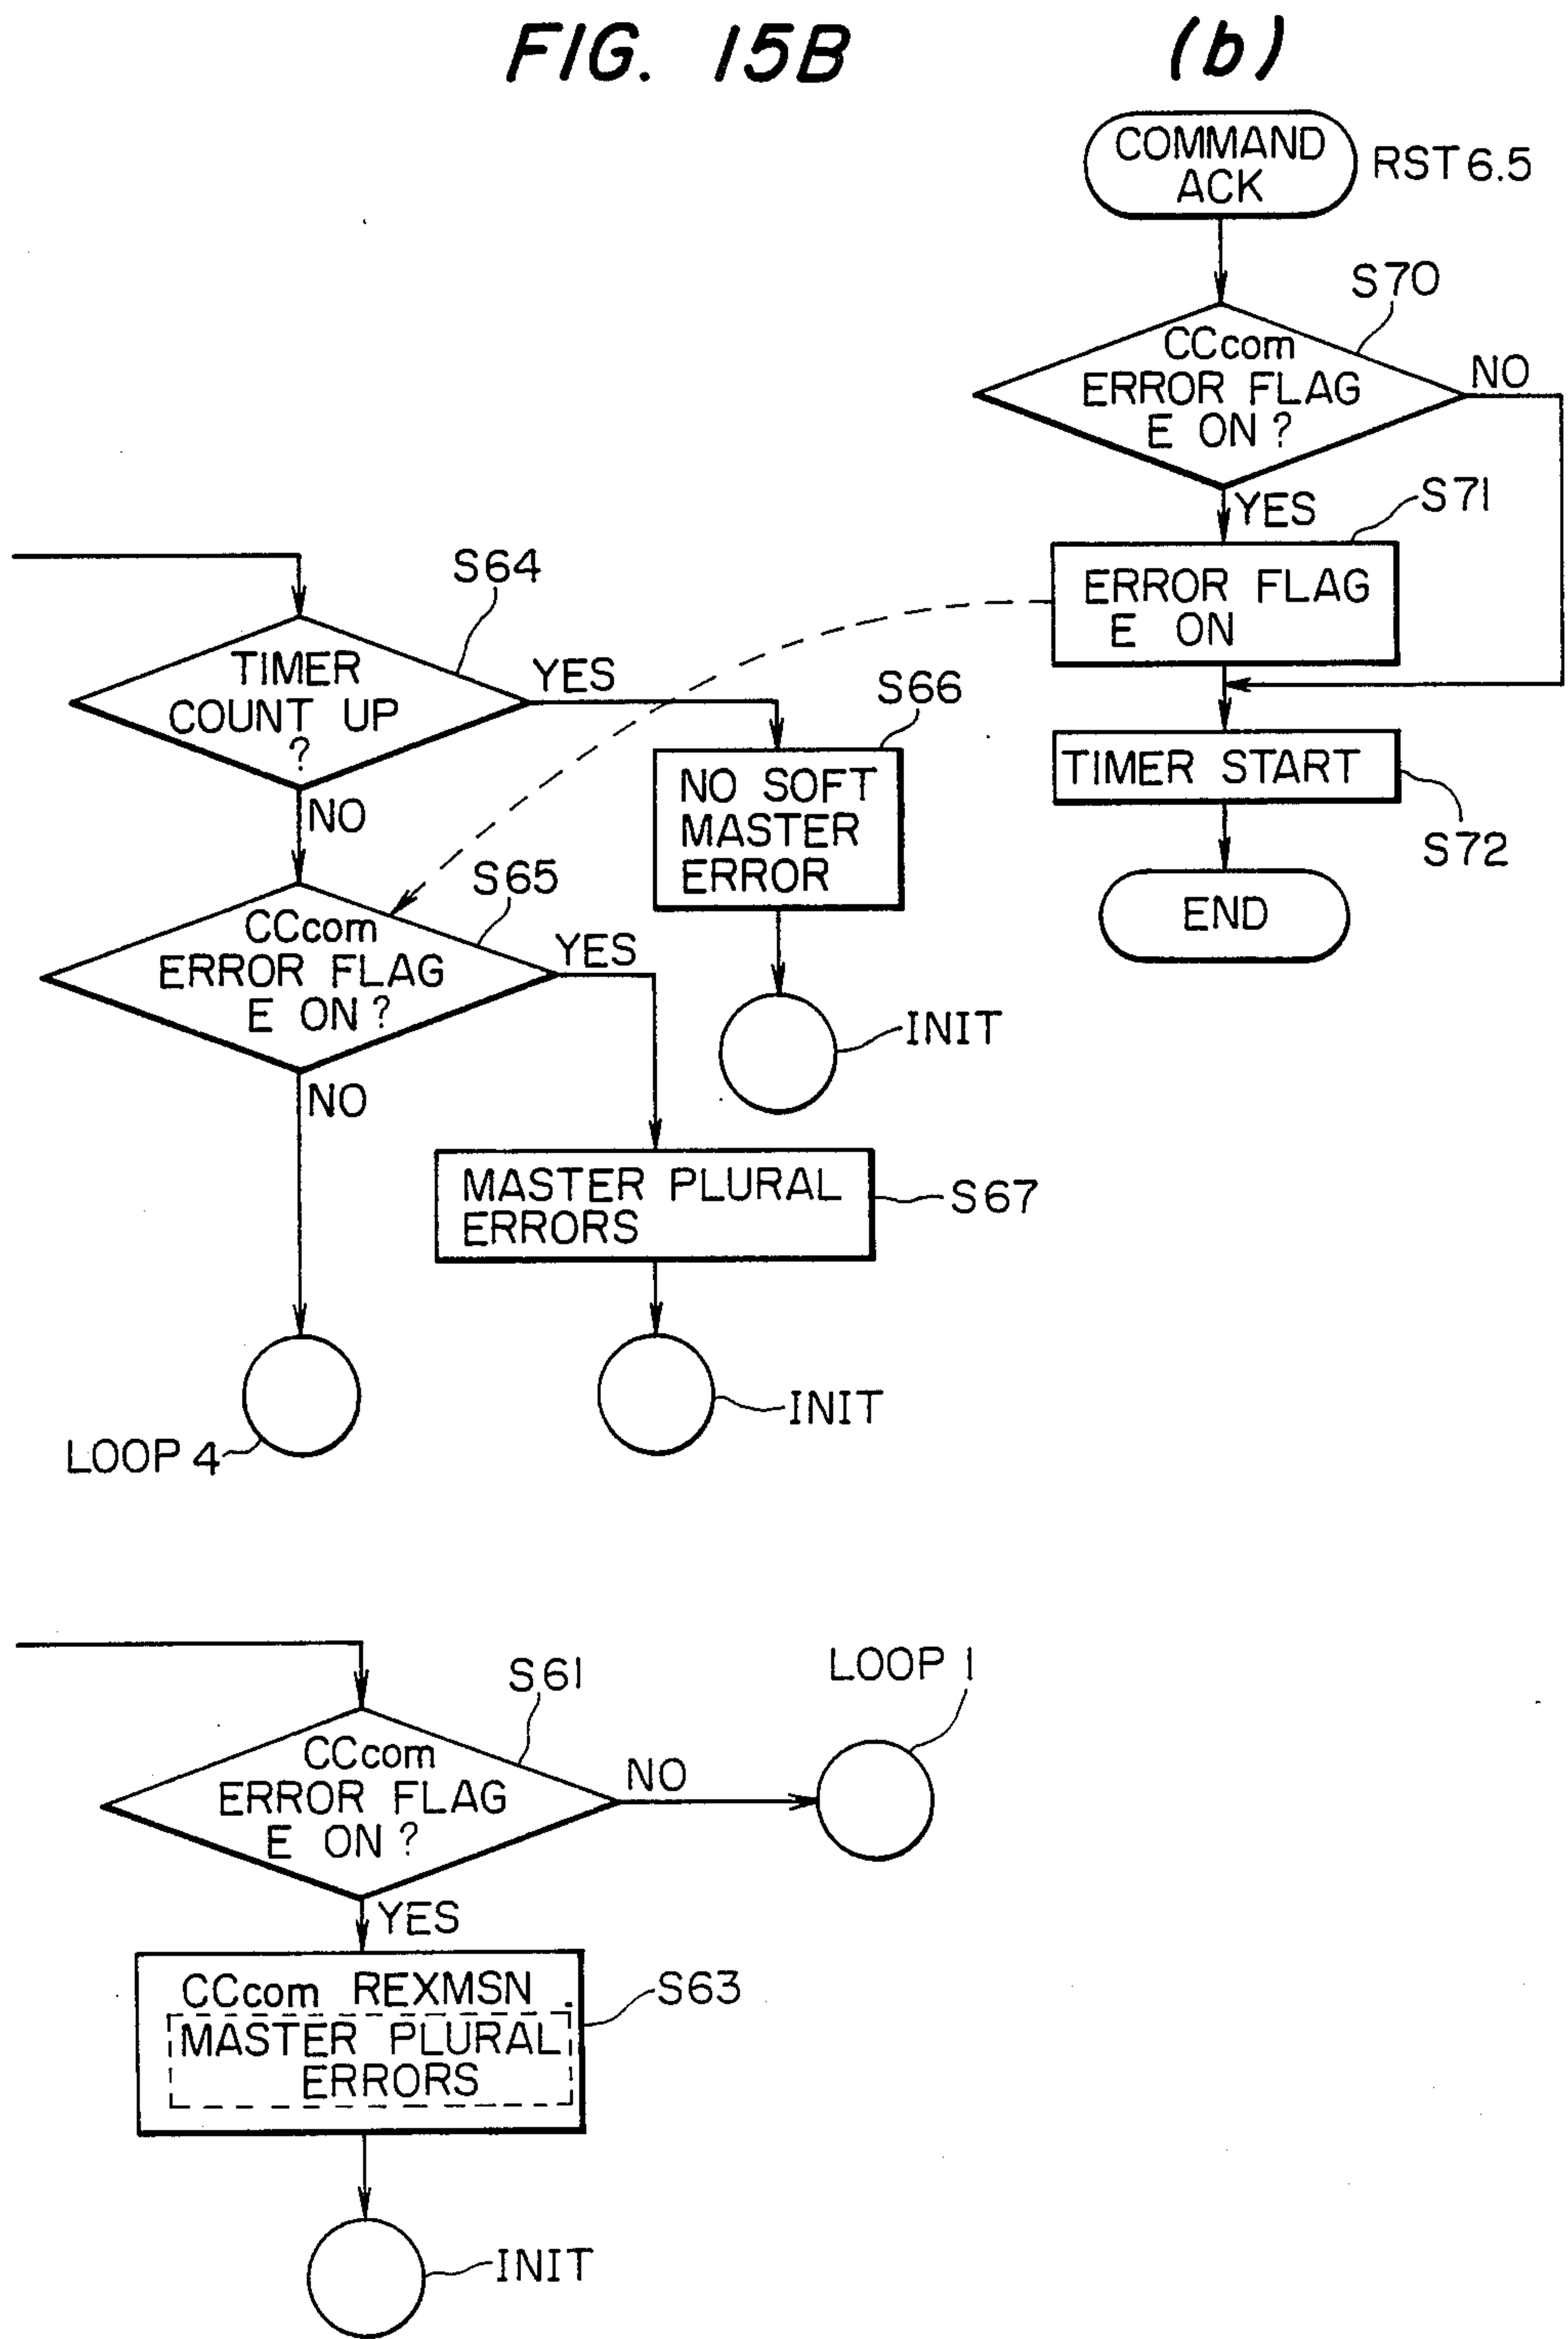 FIG. 15B
(b)
COMMAND
ACK
RST 6.5
S70
CCcom
ERROR FLAG
E ON?
NO
YES
S71
ERROR FLAG
E ON
TIMER START
S72
END
S64
TIMER
COUNT UP
?
YES
NO
S66
NO SOFT
MASTER
ERROR
INIT
S65
CCcom
ERROR FLAG
E ON?
YES
NO
MASTER PLURAL
ERRORS
S67
INIT
LOOP 4
S61
CCcom
ERROR FLAG
E ON?
NO
LOOP 1
YES
CCcom REXMSN.
MASTER PLURAL
ERRORS
S63
INIT